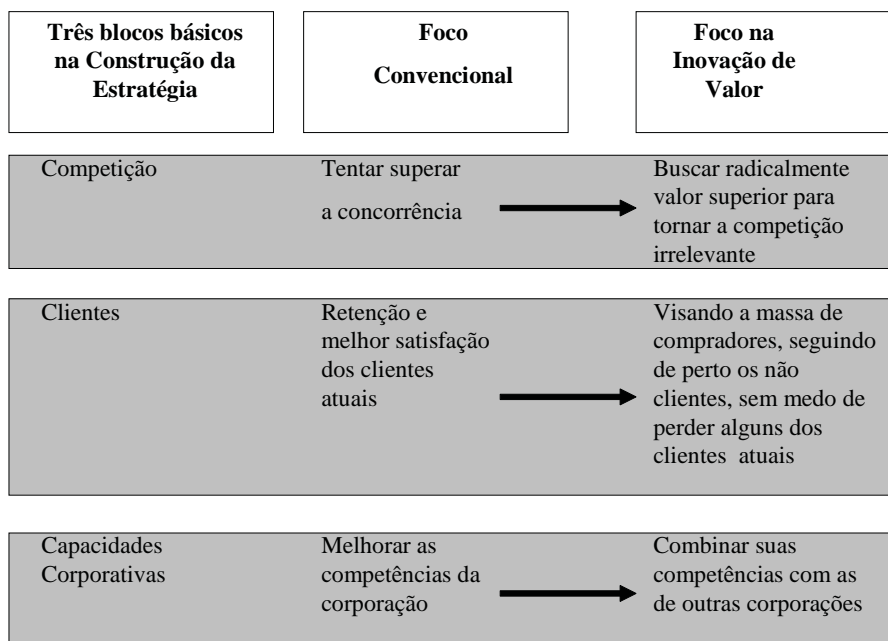 Três blocos básicos
na Construção da
Estratégia
Foco
Convencional
Foco na
Inovação de
Valor
Competição
Tentar superar
a concorrência
Buscar radicalmente
valor superior para
tornar a competição
irrelevante
Clientes
Retenção e
melhor satisfação
dos clientes
atuais
Visando a massa de
compradores, seguindo
de perto os não
clientes, sem medo de
perder alguns dos
clientes atuais
Capacidades
Corporativas
Melhorar as
competências da
corporação
Combinar suas
competências com as
de outras corporações